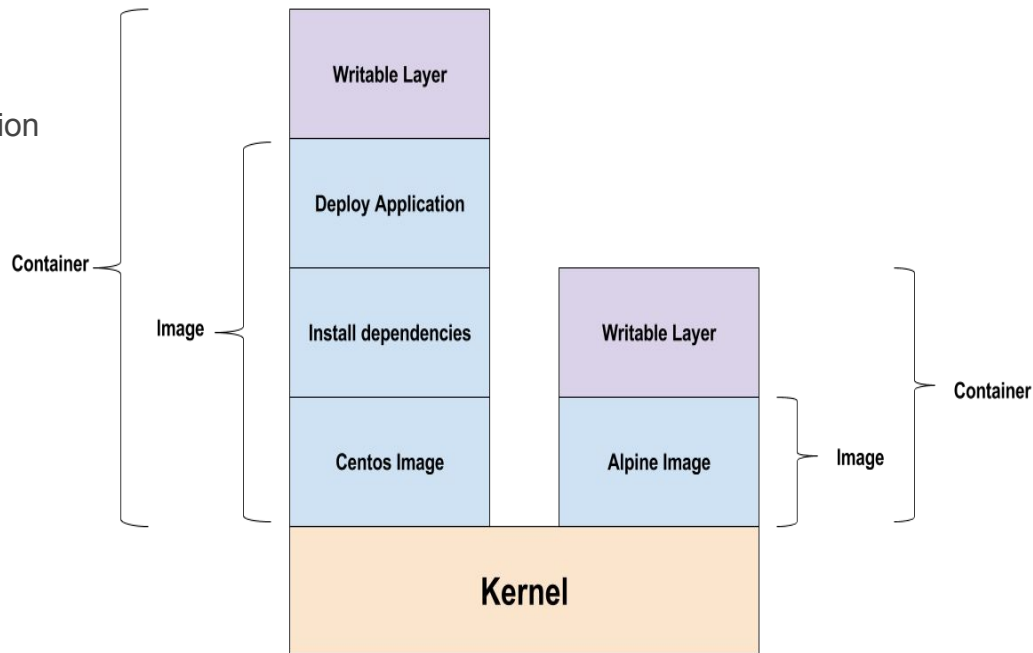 Writable Layer
ion
Deploy Application
Container
Image
Install dependencies
Writable Layer
Container
Centos Image
Alpine Image
Image
Kernel